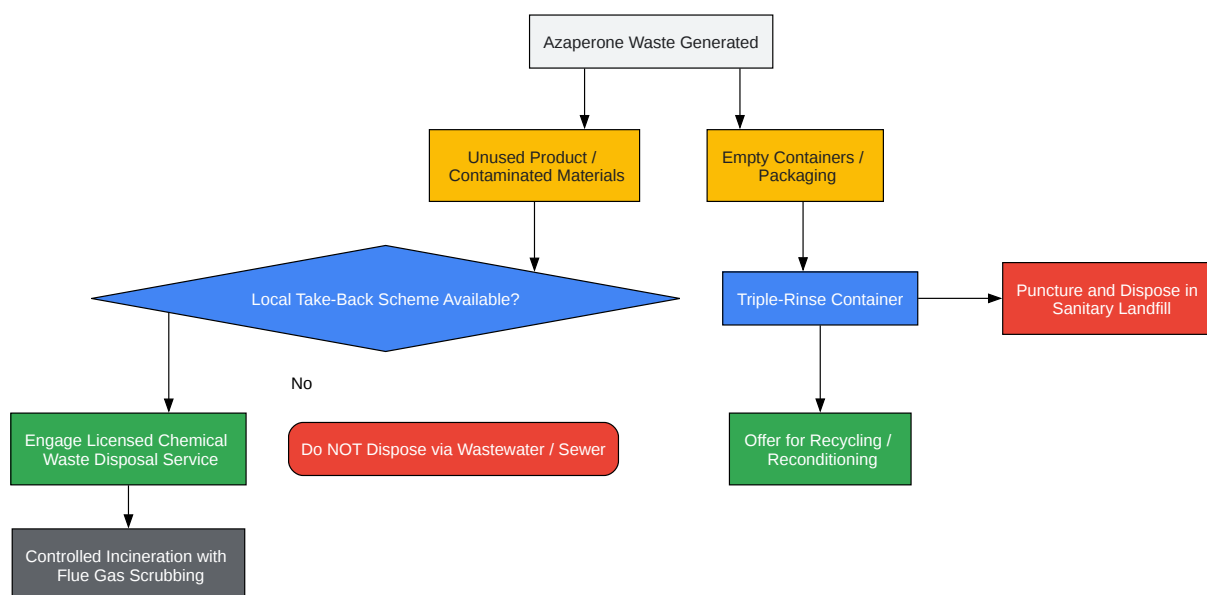 Azaperone Waste Generated
Unused Product /
Contaminated Materials
Empty Containers /
Packaging
Local Take-Back Scheme Available?
Triple-Rinse Container
Puncture and Dispose in
Sanitary Landfill
No
Engage Licensed Chemical
Waste Disposal Service
Do NOT Dispose via Wastewater / Sewer
Offer for Recycling /
Reconditioning
Controlled Incineration with
Flue Gas Scrubbing